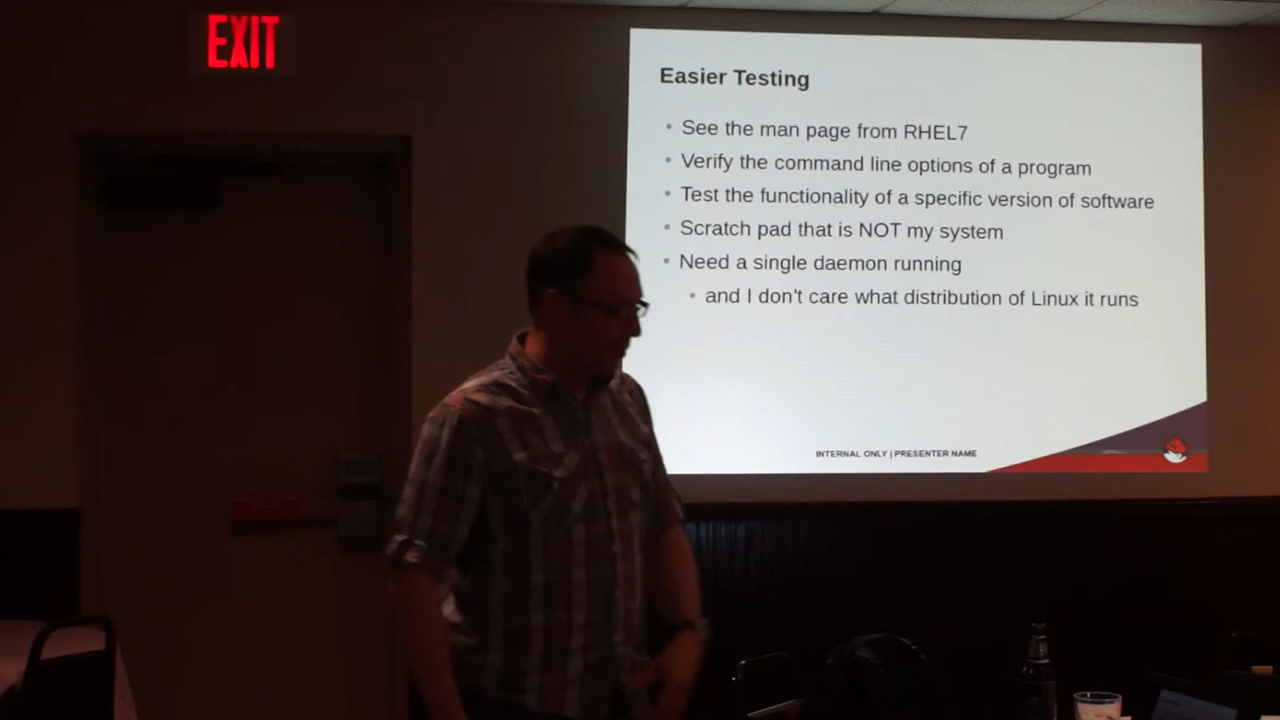 EXIT
Easier Testing
• See the man page from RHEL7
• Verify the command line options of a program
• Test the functionality of a specific version of software
• Scratch pad that is NOT my system
• Need a single daemon running
• and I don't care what distribution of Linux it runs
INTERNAL ONLY | PRESENTER NAME